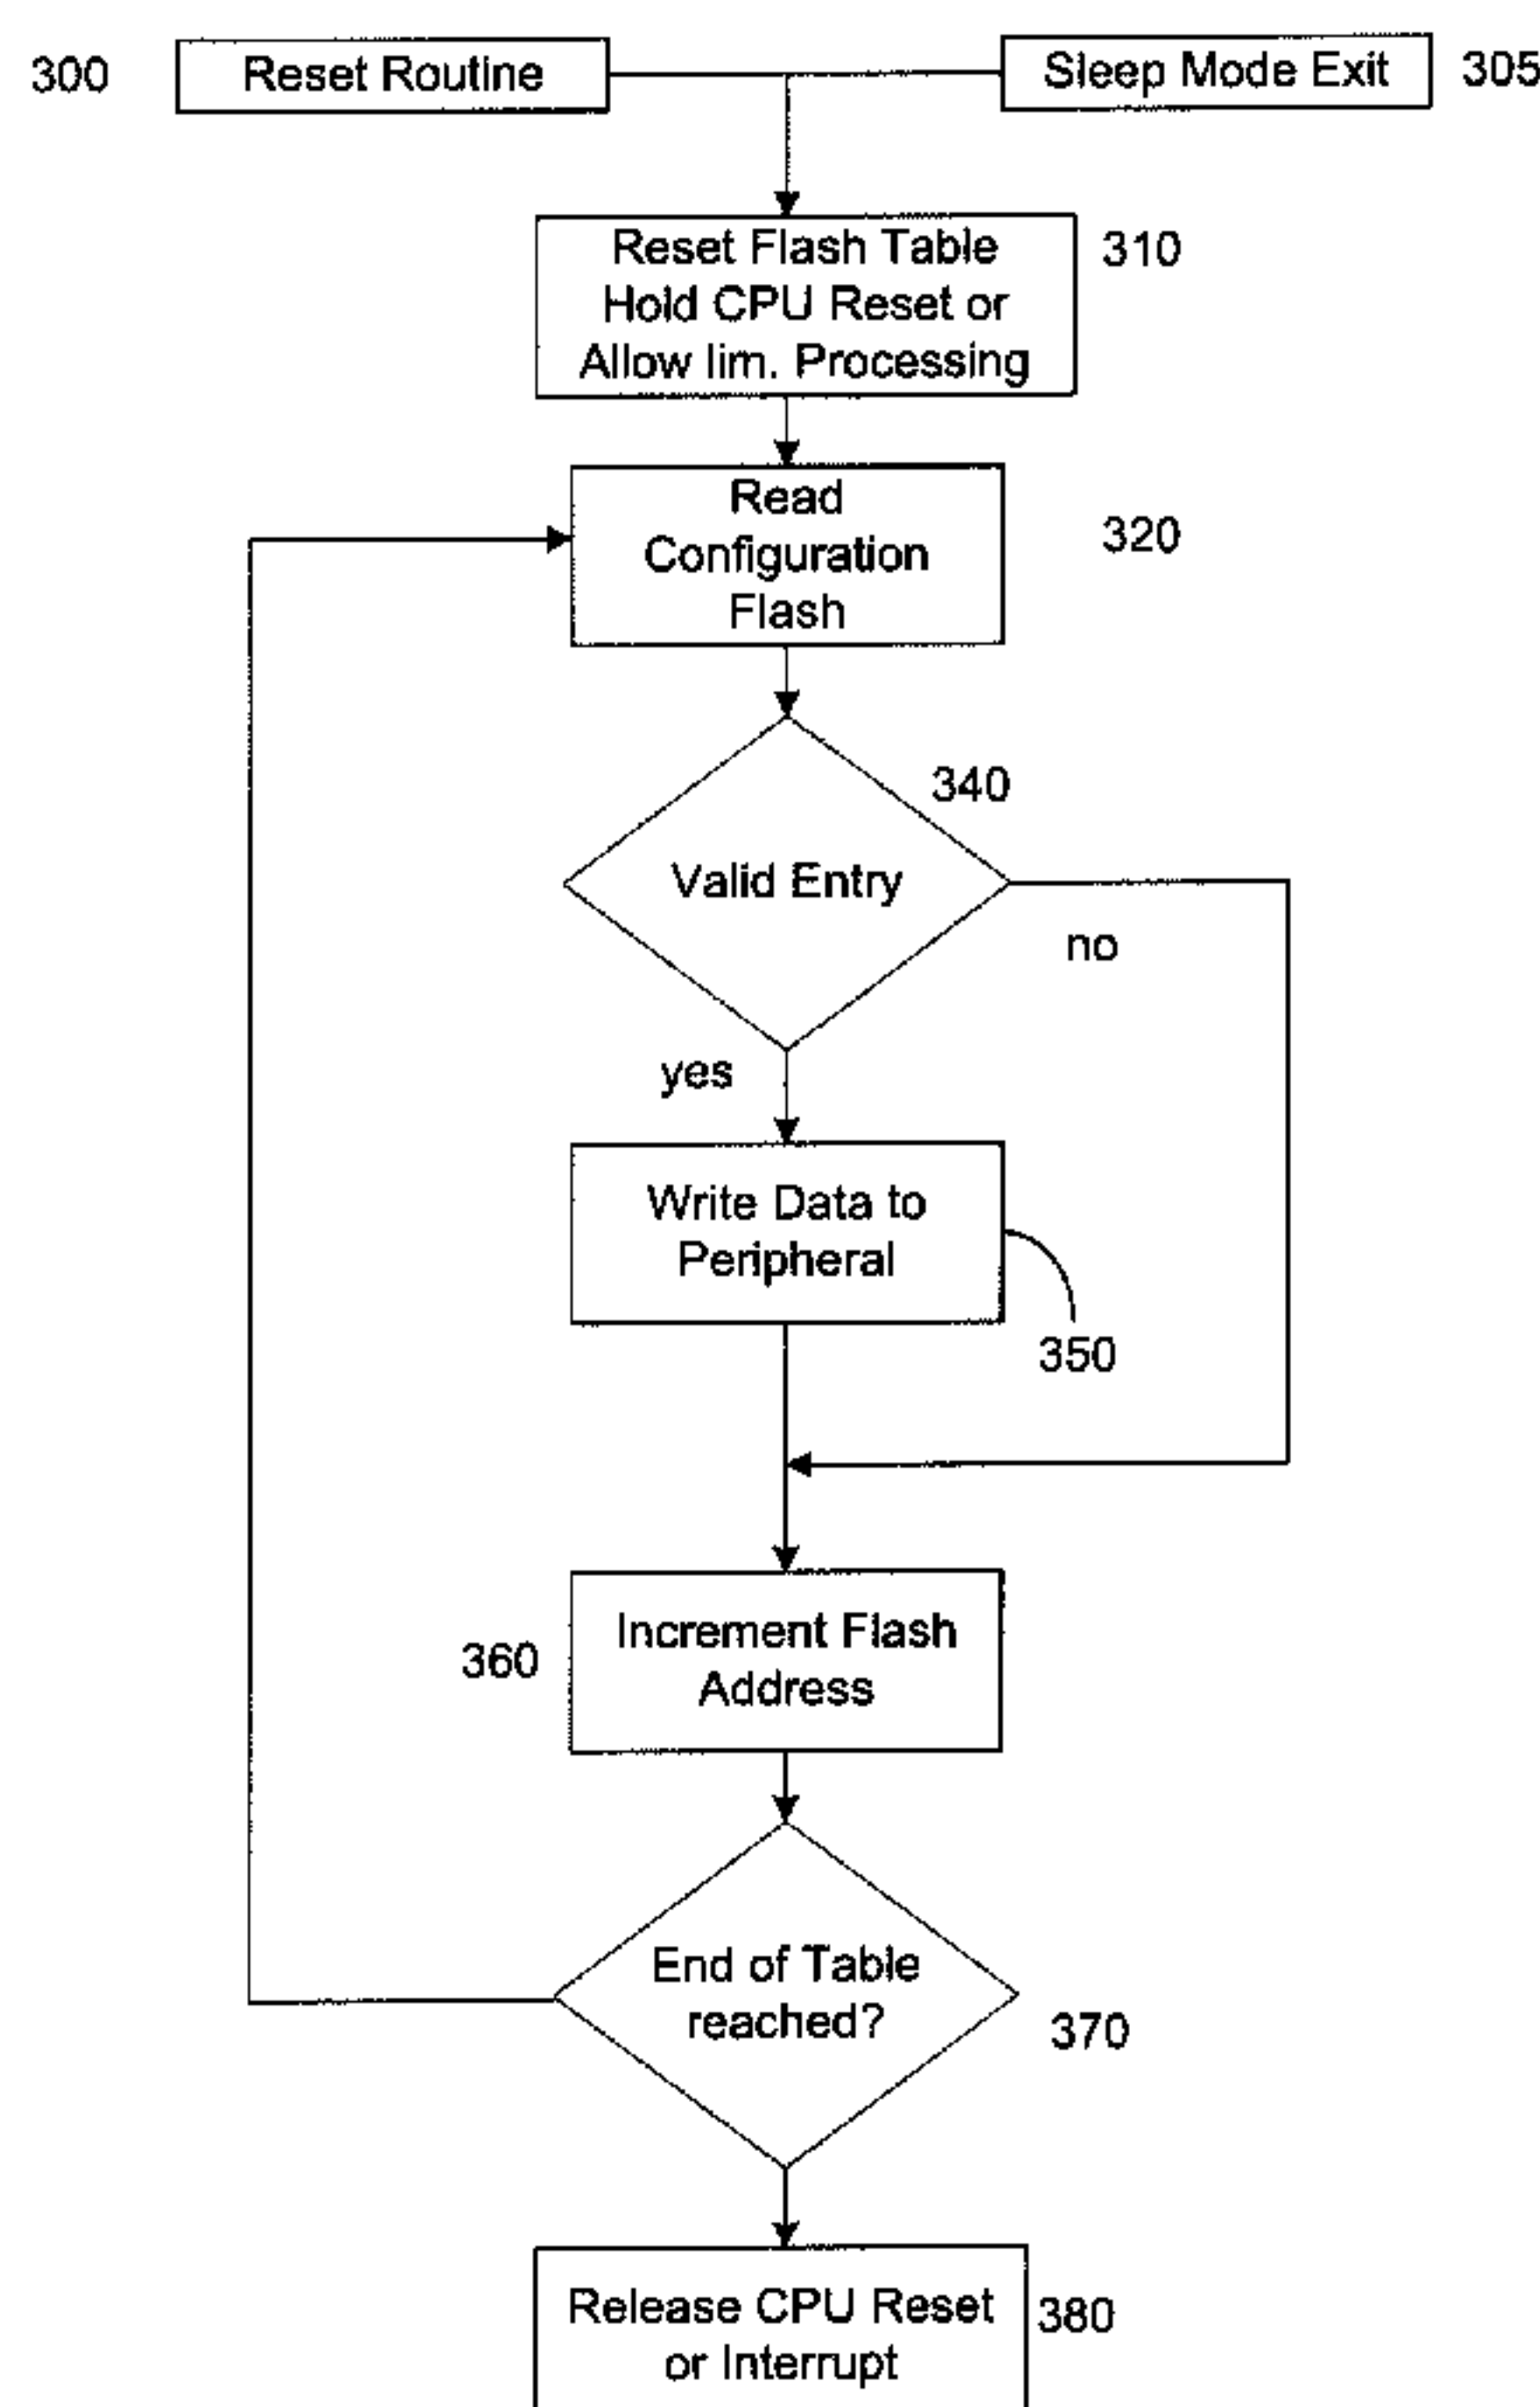 300
Reset Routine
Sleep Mode Exit
305
Reset Flash Table
Hold CPU Reset or
Allow lim. Processing
310
Read
Configuration
Flash
320
340
Valid Entry
no
yes
Write Data to
Peripheral
350
Increment Flash
Address
360
End of Table
reached?
370
Release CPU Reset
or Interrupt
380